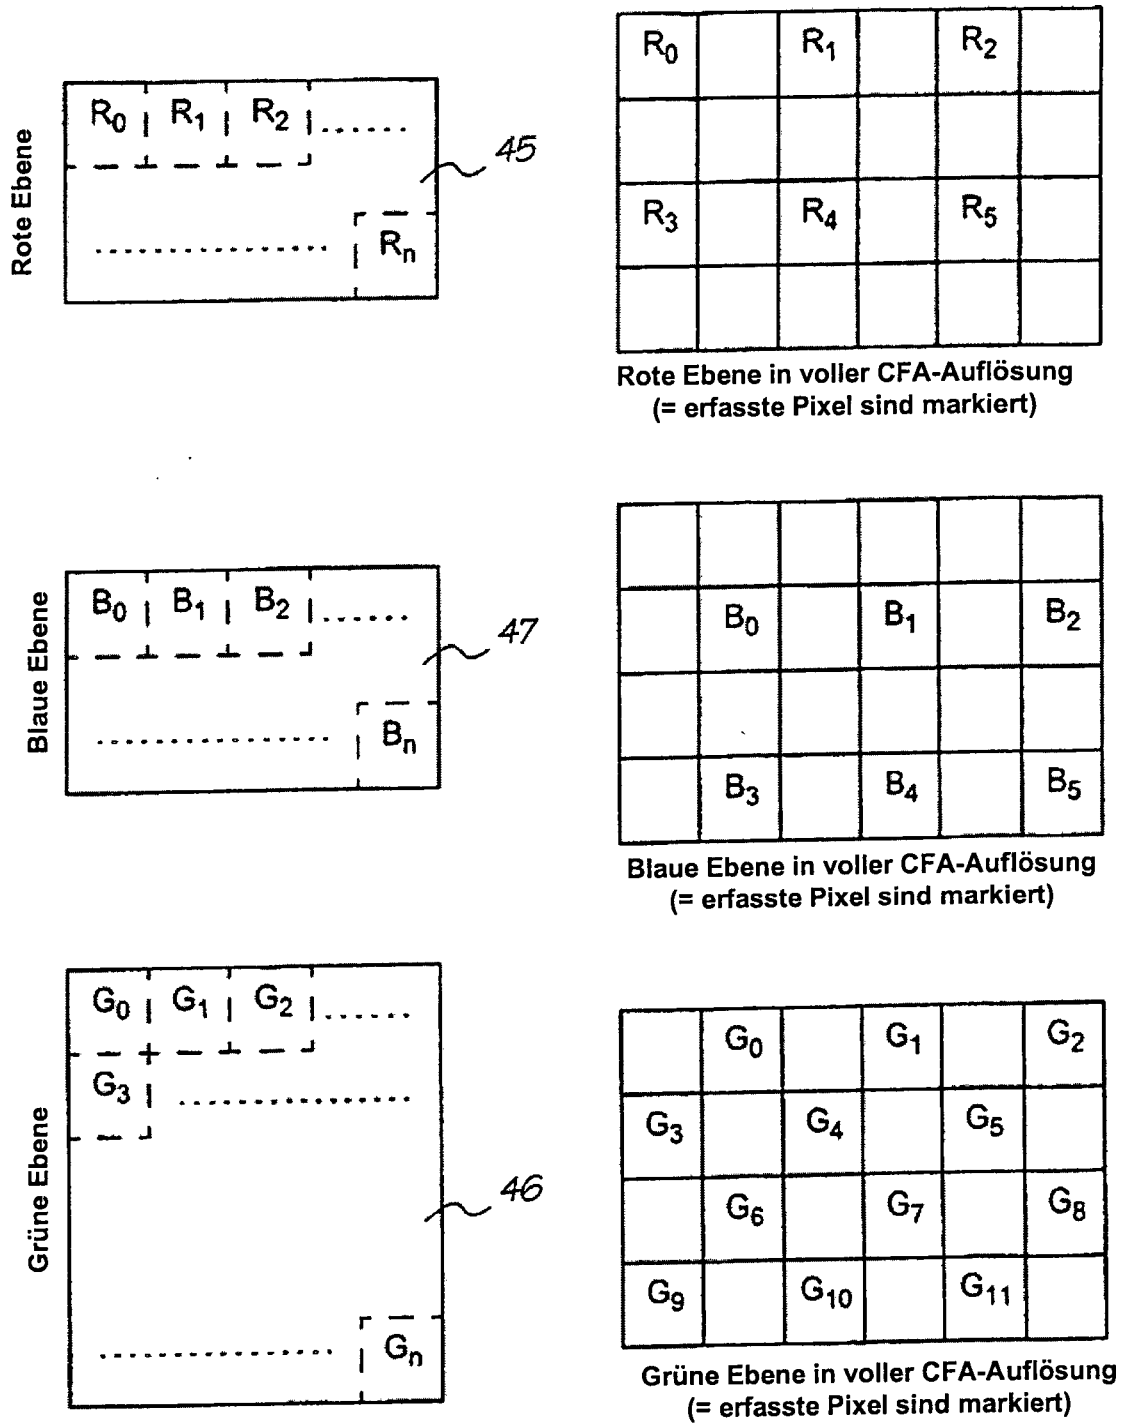 Rote Ebene
R0 R1 R2
Rn
45
R0 R1 R2
R3 R4 R5
Rote Ebene in voller CFA-Auflösung
(= erfasste Pixel sind markiert)
Blaue Ebene
B0 B1 B2
Bn
47
B0 B1 B2
B3 B4 B5
Blaue Ebene in voller CFA-Auflösung
(= erfasste Pixel sind markiert)
Grüne Ebene
G0 G1 G2
G3
Gn
46
G0 G1 G2
G3 G4 G5
G6 G7 G8
G9 G10 G11
Grüne Ebene in voller CFA-Auflösung
(= erfasste Pixel sind markiert)